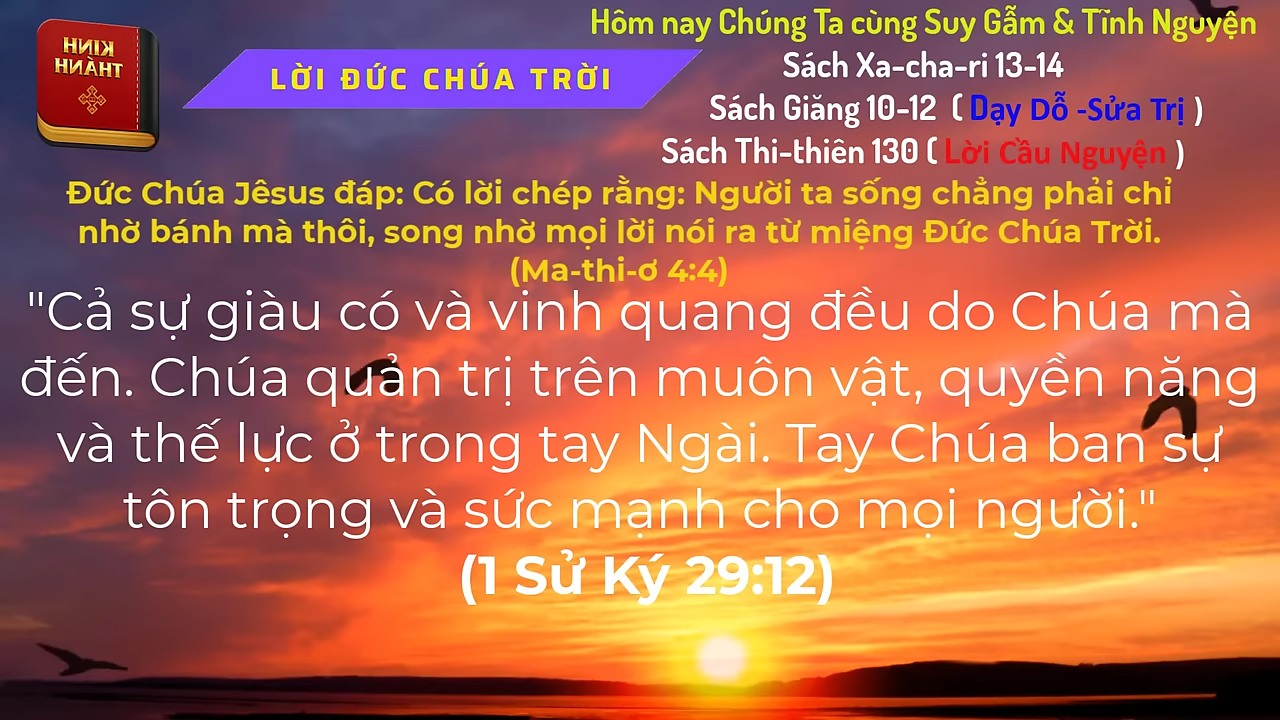 KINH
THÁNH
LỜI ĐỨC CHÚA TRỜI
Hôm nay Chúng Ta cùng Suy Gẫm & Tĩnh Nguyện
Sách Xa-cha-ri 13-14
Sách Giăng 10-12 ( Dạy Dỗ -Sửa Trị )
Sách Thi-thiên 130 ( Lời Cầu Nguyện )
Đức Chúa Jêsus đáp: Có lời chép rằng: Người ta sống chẳng phải chỉ
nhờ bánh mà thôi, song nhờ mọi lời nói ra từ miệng Đức Chúa Trời.
(Ma-thi-ơ 4:4)
"Cả sự giàu có và vinh quang đều do Chúa mà
đến. Chúa quản trị trên muôn vật, quyền năng
và thế lực ở trong tay Ngài. Tay Chúa ban sự
tôn trọng và sức mạnh cho mọi người."
(1 Sử Ký 29:12)